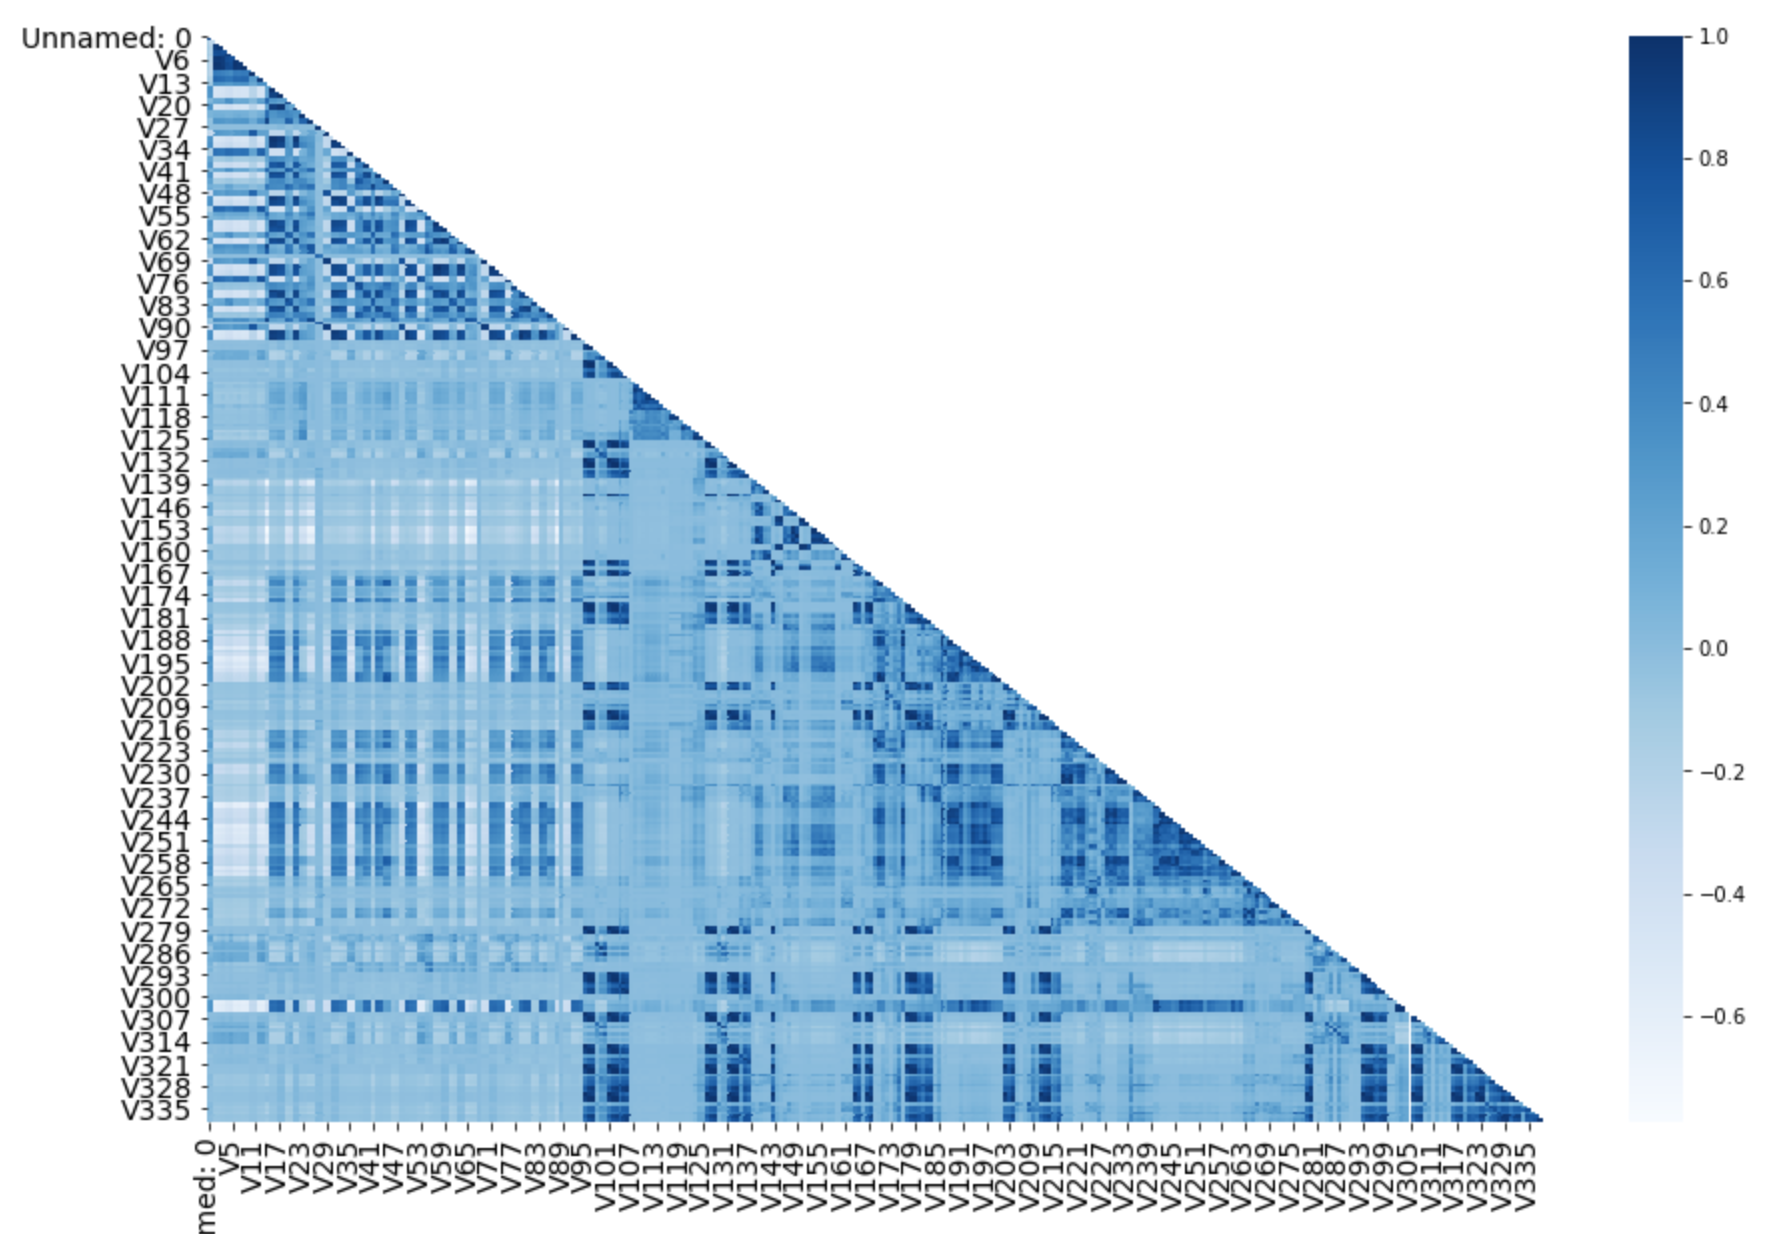 Unnamed: 0
V6
V13
V20
V27
V34
V41
V48
V55
V62
V69
V76
V83
V90
V97
V104
V111
V118
V125
V132
V139
V146
V153
V160
V167
V174
V181
V188
V195
V202
V209
V216
V223
V230
V237
V244
V251
V258
V265
V272
V279
V286
V293
V300
V307
V314
V321
V328
V335
med: 0
V5
V11
V17
V23
V29
V35
V41
V47
V53
V59
V65
V71
V77
V83
V89
V95
V101
V107
V113
V119
V125
V131
V137
V143
V149
V155
V161
V167
V173
V179
V185
V191
V197
V203
V209
V215
V221
V227
V233
V239
V245
V251
V257
V263
V269
V275
V281
V287
V293
V299
V305
V311
V317
V323
V329
V335
1.0
0.8
0.6
0.4
0.2
0.0
−0.2
−0.4
−0.6